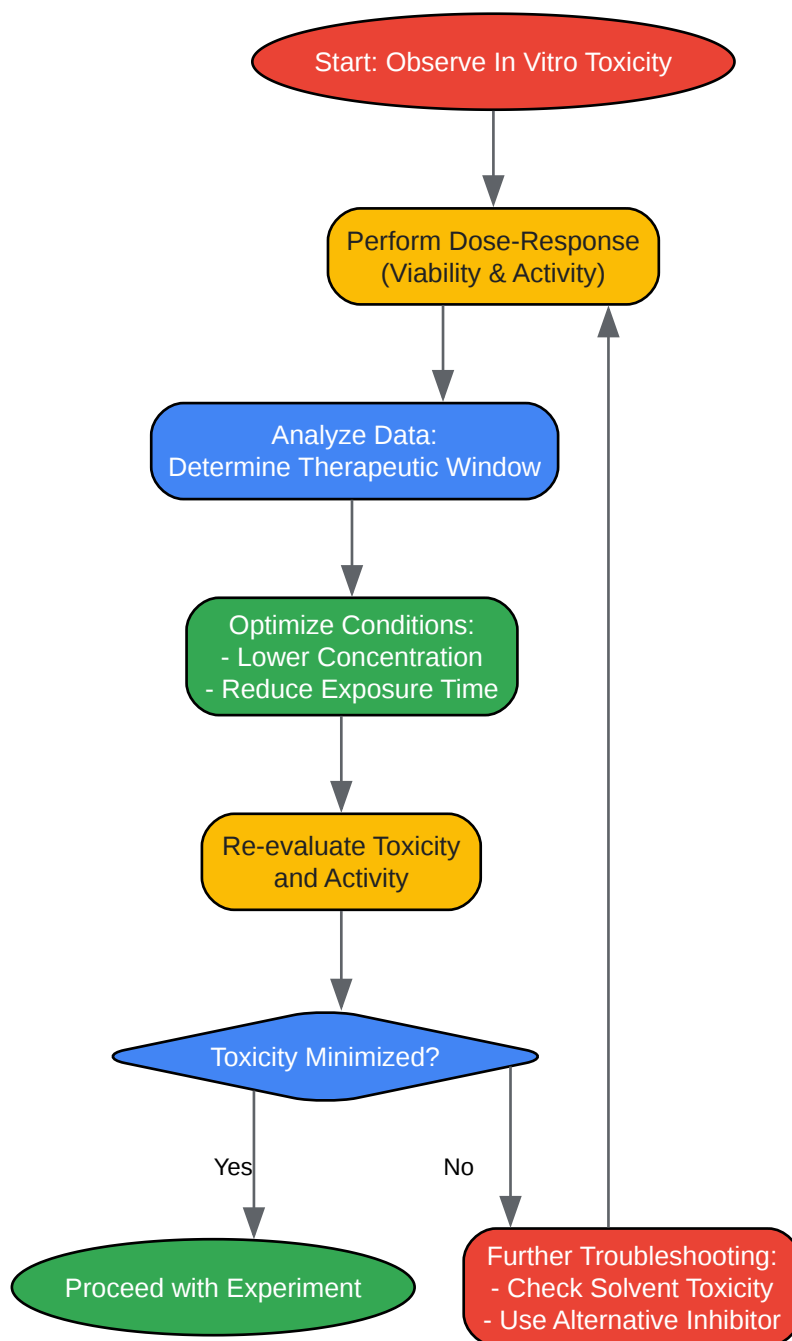 Start: Observe In Vitro Toxicity
Perform Dose-Response
(Viability & Activity)
Analyze Data:
Determine Therapeutic Window
Optimize Conditions:
- Lower Concentration
- Reduce Exposure Time
Re-evaluate Toxicity
and Activity
Toxicity Minimized?
Yes
No
Proceed with Experiment
Further Troubleshooting:
- Check Solvent Toxicity
- Use Alternative Inhibitor